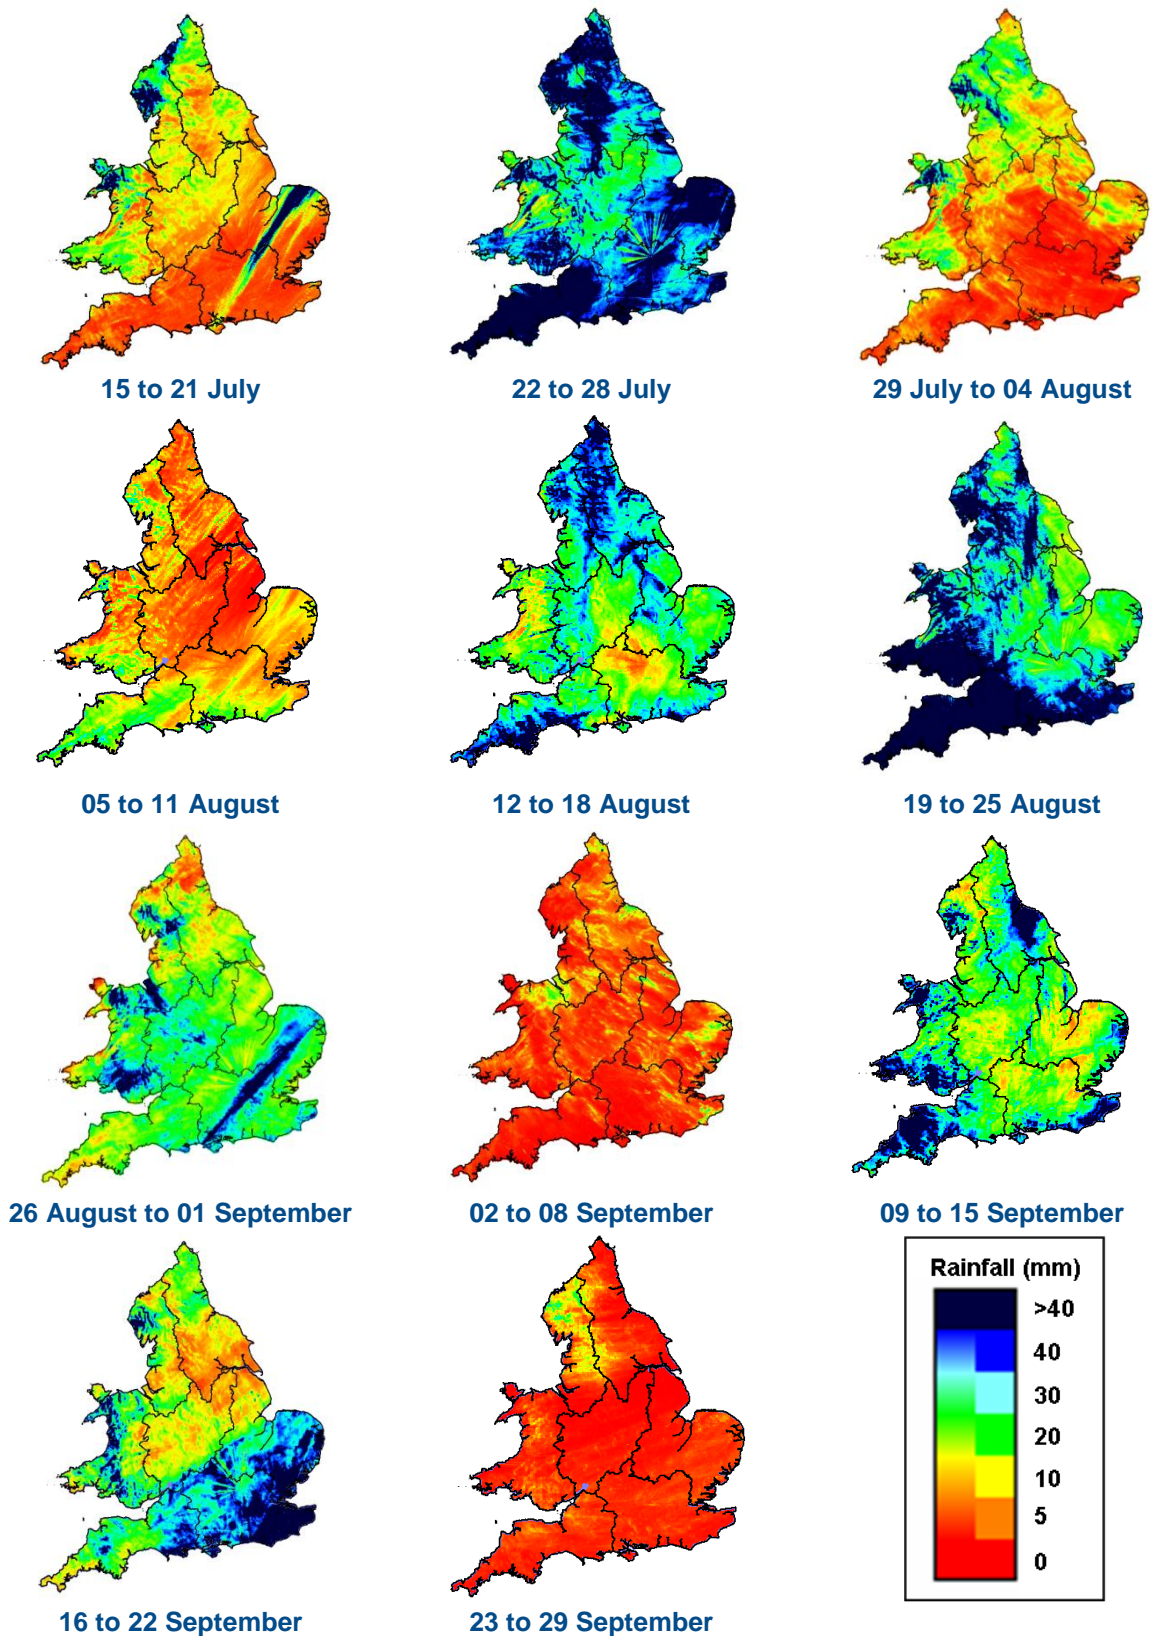 15 to 21 July
22 to 28 July
29 July to 04 August
05 to 11 August
12 to 18 August
19 to 25 August
26 August to 01 September
02 to 08 September
09 to 15 September
Rainfall (mm)
>40
40
30
20
10
5
0
16 to 22 September
23 to 29 September